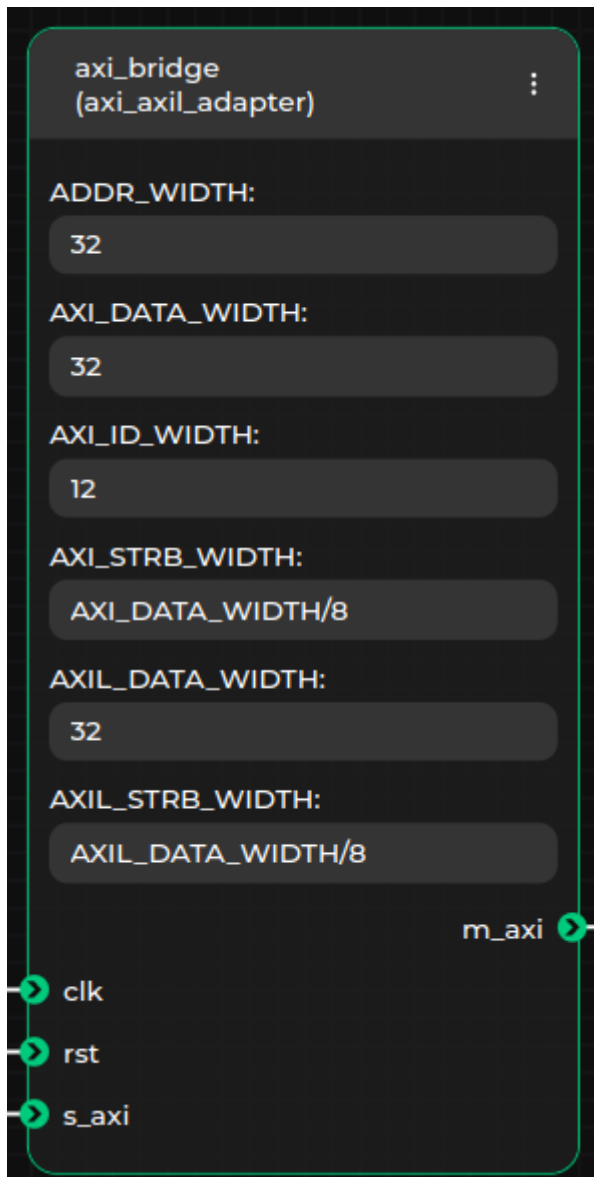 axi_bridge
(axi_axil_adapter)
ADDR_WIDTH:
32
AXI_DATA_WIDTH:
32
AXI_ID_WIDTH:
12
AXI_STRB_WIDTH:
AXI_DATA_WIDTH/8
AXIL_DATA_WIDTH:
32
AXIL_STRB_WIDTH:
AXIL_DATA_WIDTH/8
m_axi
clk
rst
s_axi